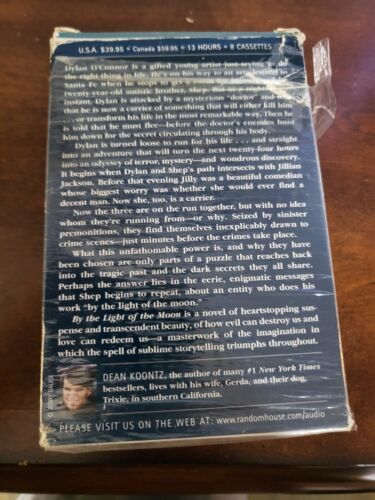 U.S.A. $39.95 • Canada $59.95 • 13 HOURS • 8 CASSETTES
Dylan O'Connor is a gifted young artist just trying to do
the right thing in life. He's on his way to an
Santa Fe when he stops to get a room
twenty-year-old autistic brother, Shep. But in a
instant, Dylan is attacked by a mysterious "doctor" and
that he is now a carrier of something that will either kill him
. . . or transform his life in the most remarkable way. Then he is
told that he must flee—before the doctor's enemies hunt
him down for the secret circulating through his body.
Dylan is turned loose to run for his life . . . and straight
into an adventure that will turn the next twenty-four hours
into an odyssey of terror, mystery—and wondrous discovery.
It begins when Dylan and Shep's path intersects with Jillian
Jackson. Before that evening Jilly was a beautiful comedian
whose biggest worry was whether she would ever find a
decent man. Now she, too, is a carrier.
Now the three are on the run together, but with no idea
whom they're running from—or why. Seized by sinister
premonitions, they find themselves inexplicably drawn to
crime scenes—just minutes before the crimes take place.
What this unfathomable power is, and why they have
been chosen are only parts of a puzzle that reaches back
into the tragic past and the dark secrets they all share.
Perhaps the answer lies in the eerie, enigmatic messages
that Shep begins to repeat, about an entity who does his
work "by the light of the moon."
By the Light of the Moon is a novel of heartstopping sus-
pense and transcendent beauty, of how evil can destroy us and
love can redeem us—a masterwork of the imagination in
which the spell of sublime storytelling triumphs throughout.
DEAN KOONTZ, the author of many #1 New York Times
bestsellers, lives with his wife, Gerda, and their dog,
Trixie, in southern California.
PLEASE VISIT US ON THE WEB AT: www.randomhouse.com/audio